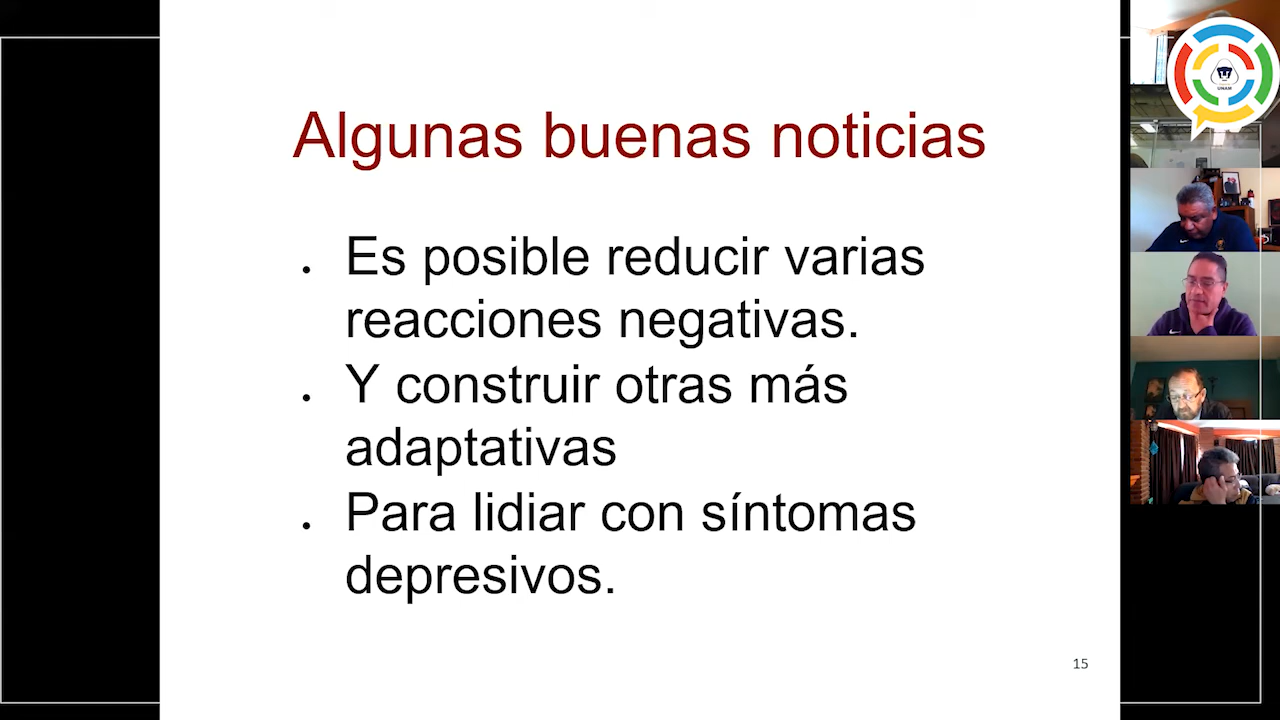 Algunas buenas noticias
. Es posible reducir varias
reacciones negativas.
. Y construir otras más
adaptativas
. Para lidiar con síntomas
depresivos.
15
UNAM